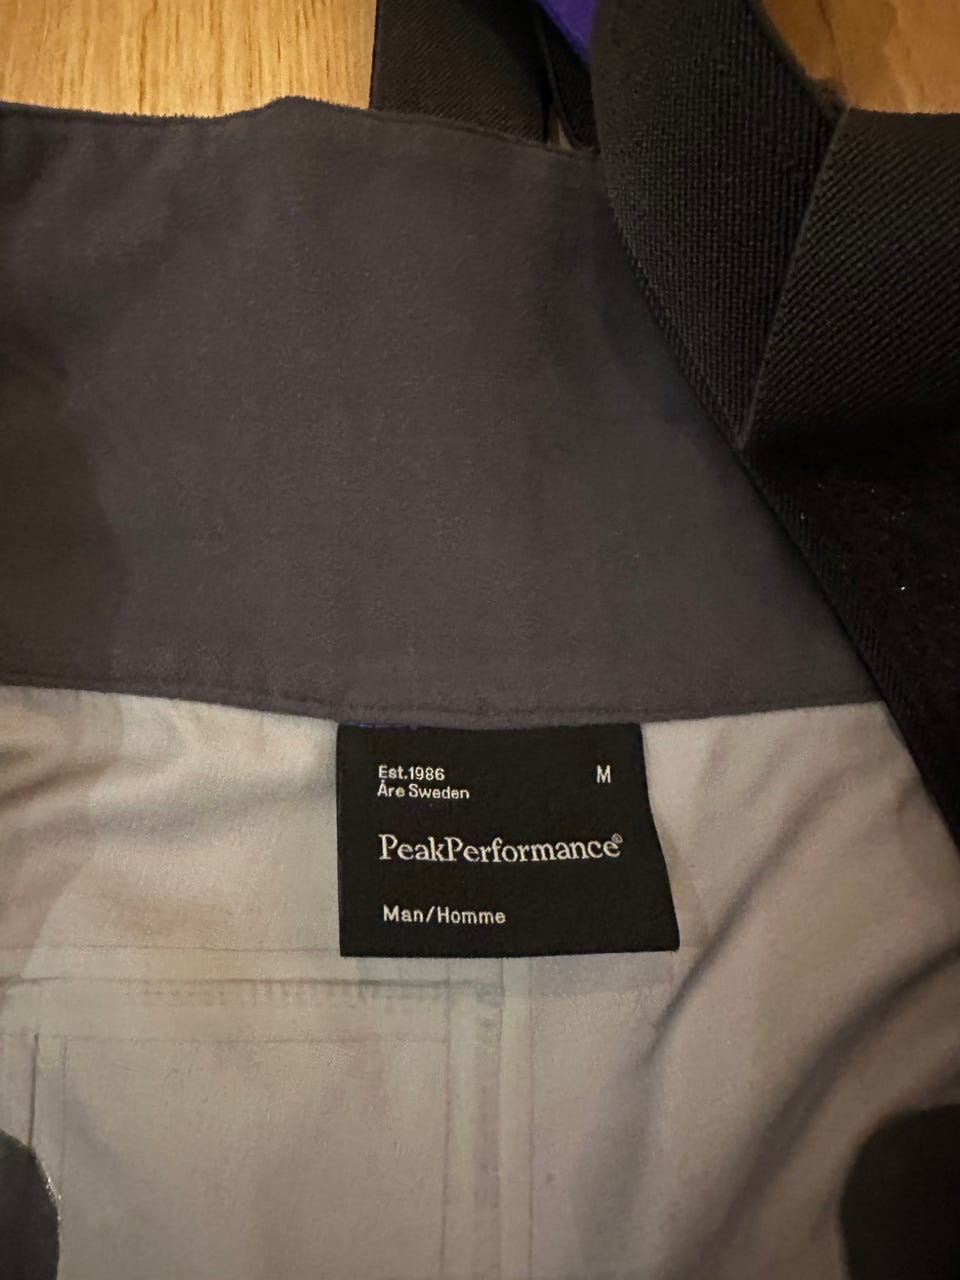 Est.1986 M
Åre Sweden
PeakPerformance®
Man/Homme